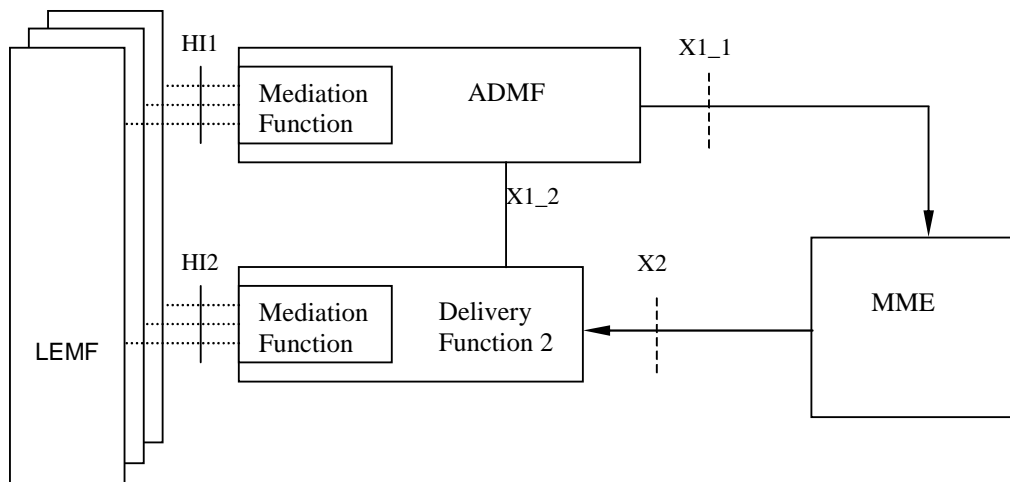 HI1
X1_1
Mediation
Function
ADMF
X1_2
HI2
X2
Mediation
Function
Delivery
Function 2
MME
LEMF